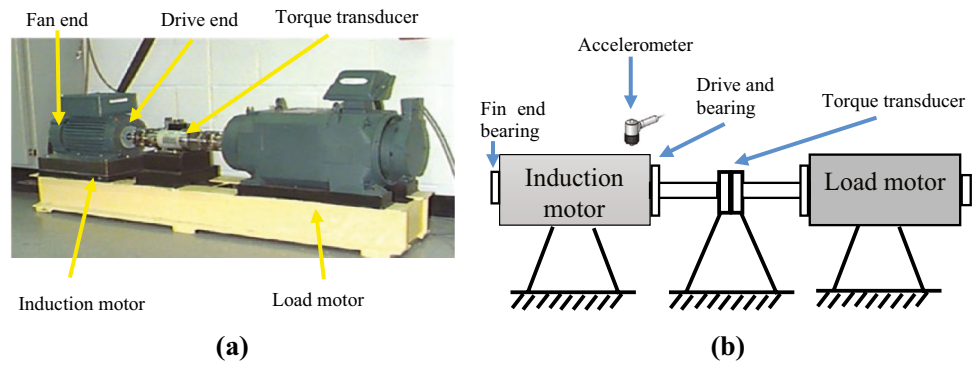 Fan end
Drive end
Torque transducer
Induction motor
Load motor
(a)
Accelerometer
Fin end
bearing
Drive and
bearing
Torque transducer
Induction
motor
Load motor
(b)